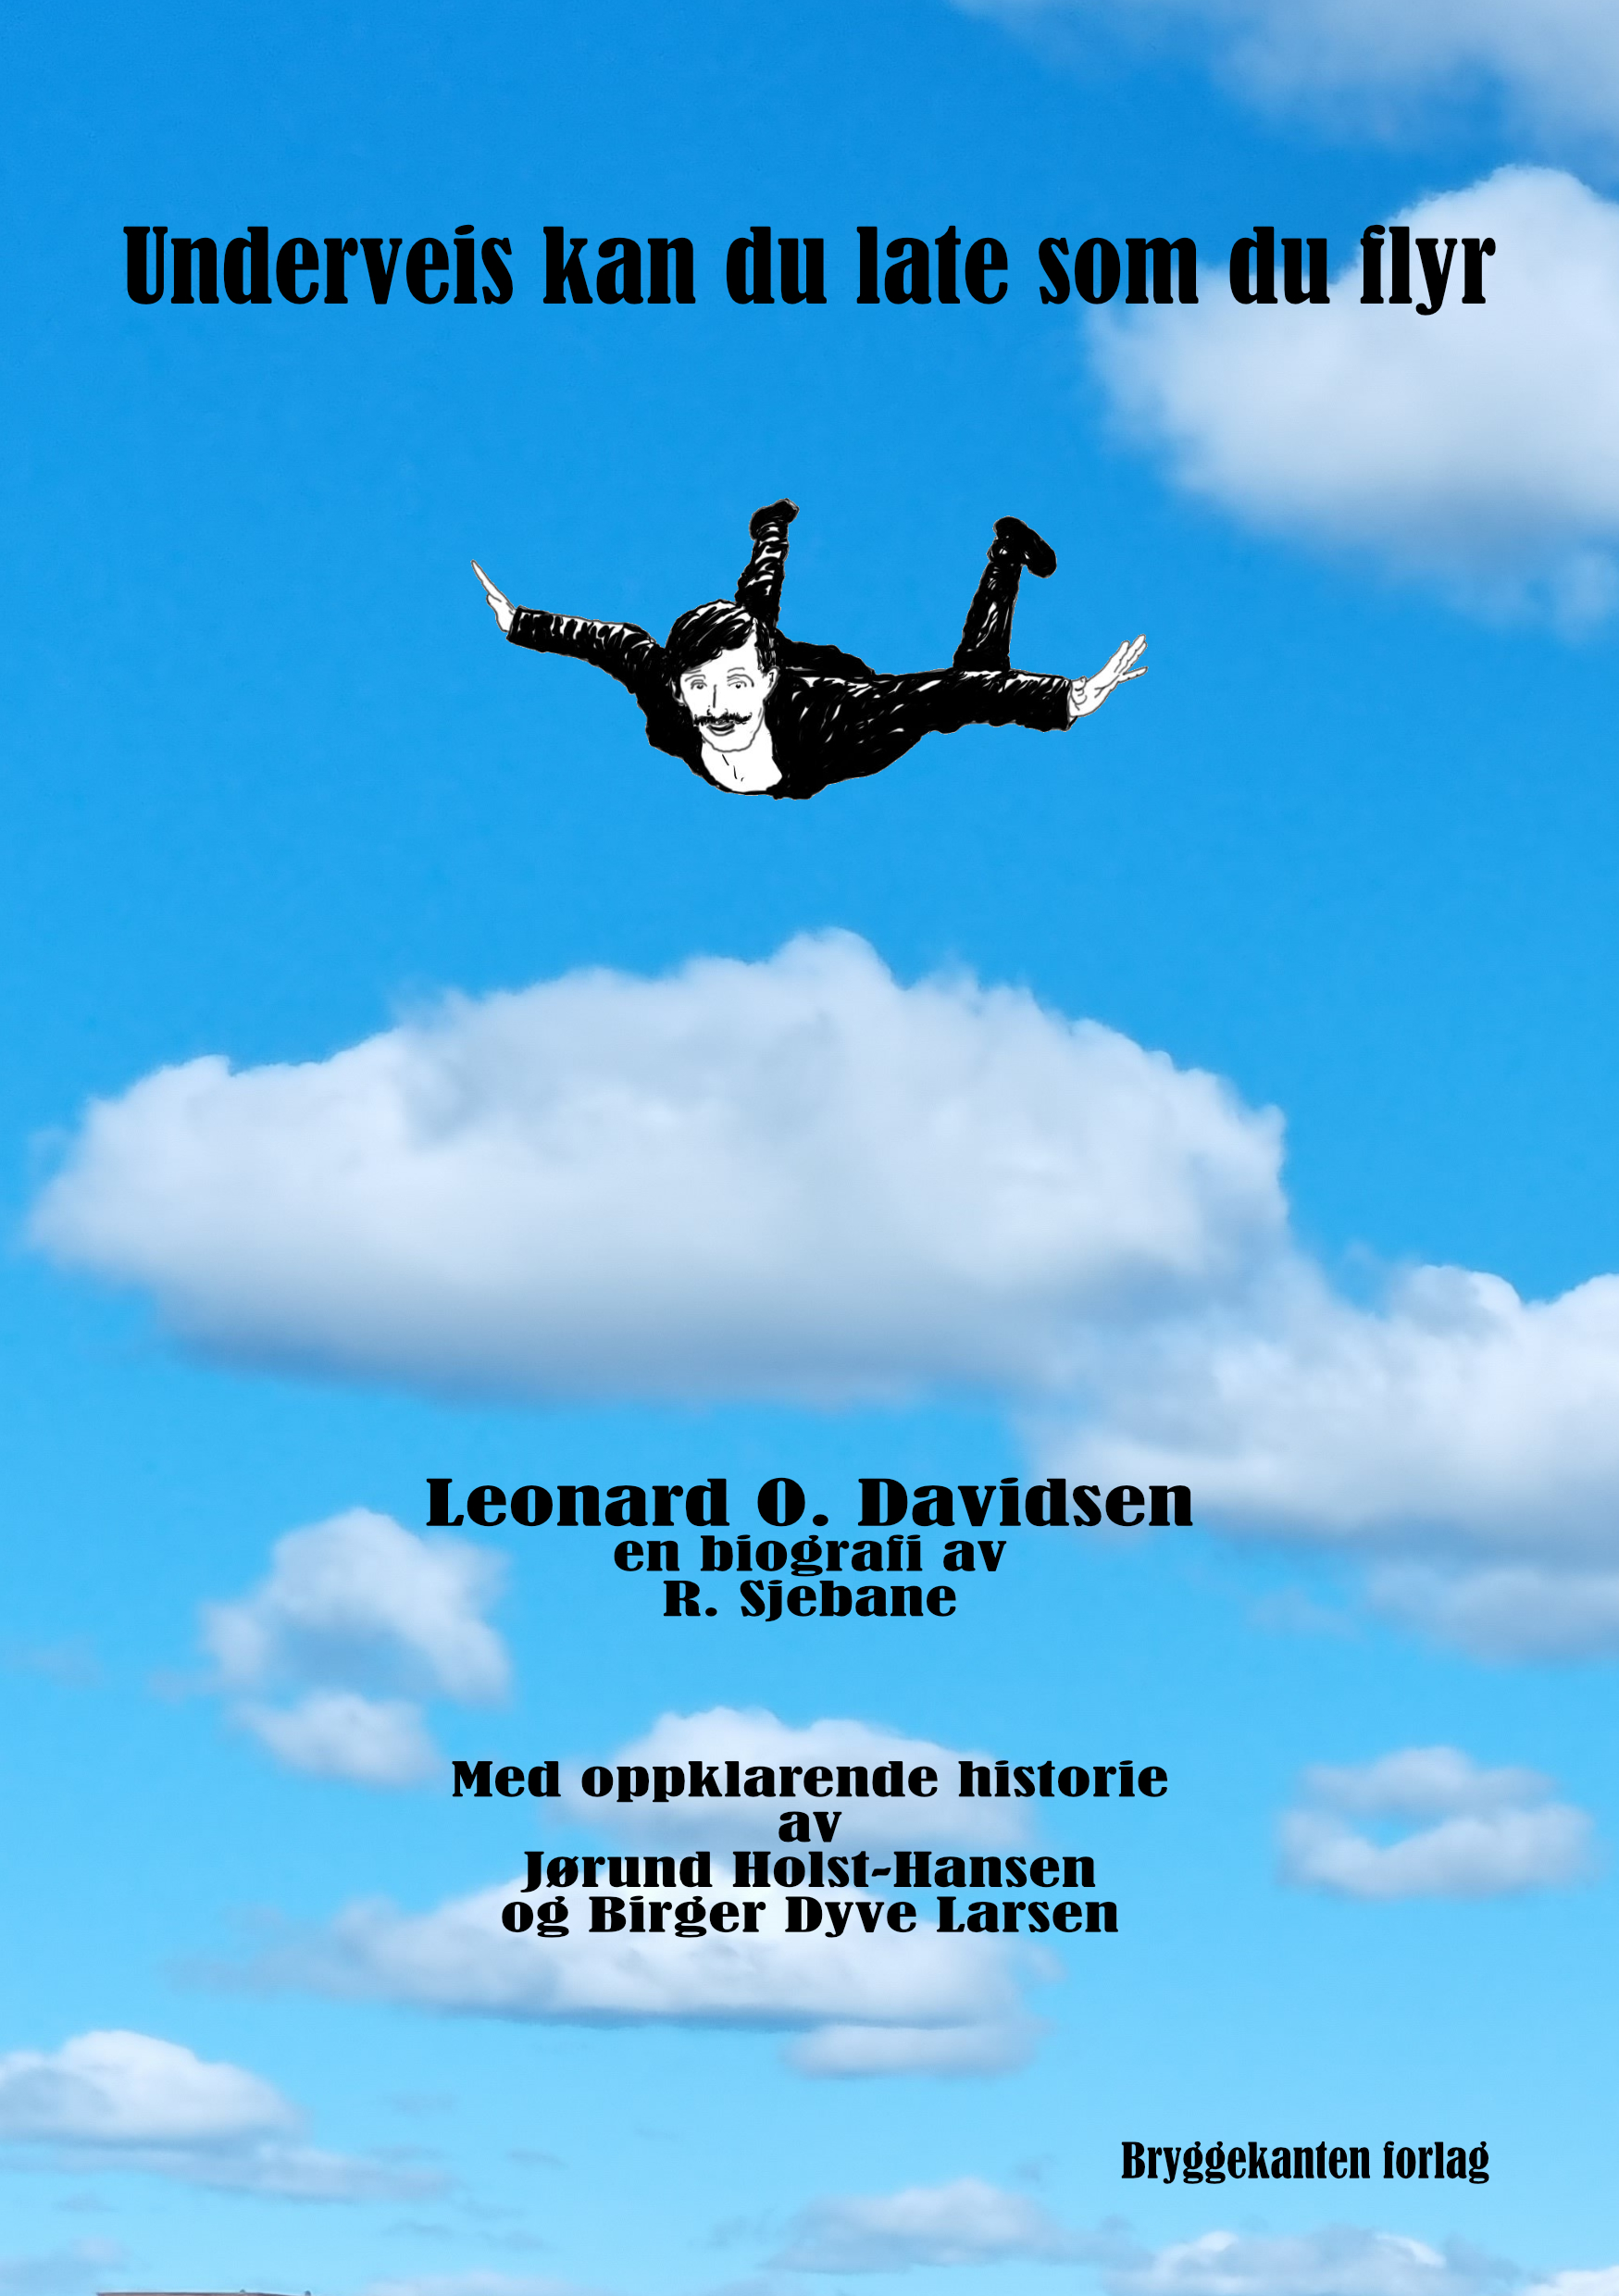 Underveis kan du late som du flyr
Leonard O. Davidsen
en biografi av
R. Sjebane
Med oppklarende historie
av
Jørund Holst-Hansen
og Birger Dyve Larsen
Bryggekanten forlag